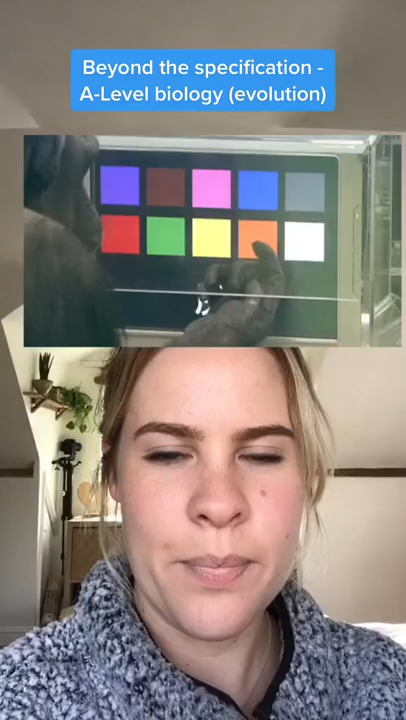 Beyond the specification -
A-Level biology (evolution)